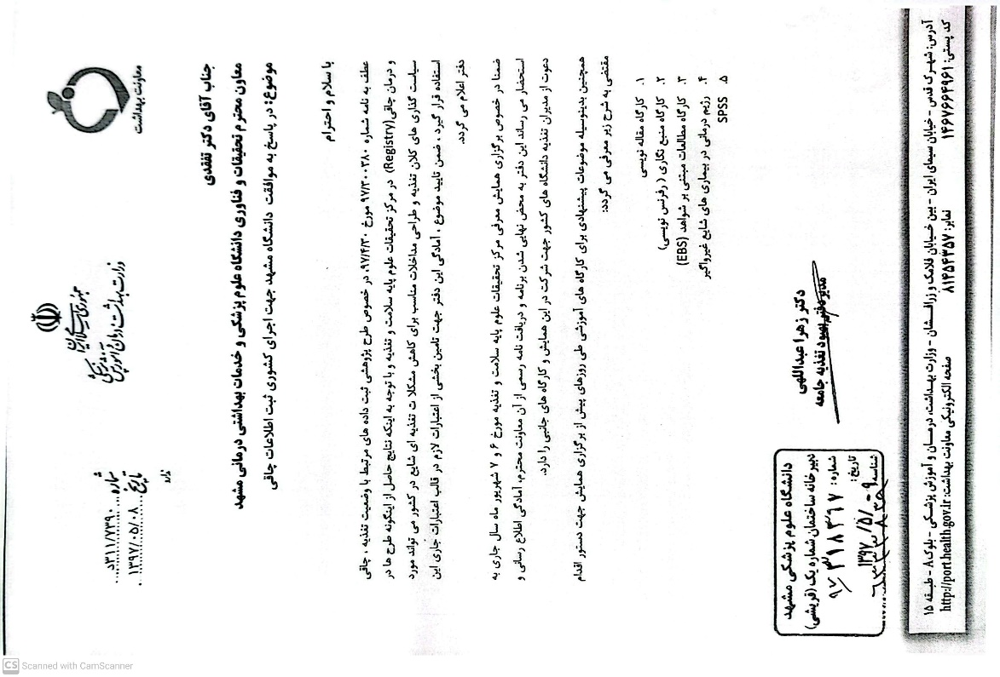 جمهوری اسلامی ایران
وزارت بهداشت، درمان و آموزش پزشکی
معاونت بهداشت
شماره ۳۱۱/۷۳۹۰د
تاریخ ۱۳۹۷/۰۵/۰۸
ندارد
جناب آقای دکتر تفقدی
معاون محترم تحقیقات و فناوری دانشگاه علوم پزشکی و خدمات بهداشتی درمانی مشهد
موضوع: در پاسخ به موافقت دانشگاه مشهد جهت اجرای کشوری ثبت اطلاعات چاقی
با سلام و احترام
عطف به نامه شماره ۹۷/۳۰۰۳۸۰ مورخ ۹۷/۴/۳۰، در خصوص طرح پژوهشی ثبت داده های مرتبط با وضعیت تغذیه ، چاقی
و درمان چاقی(Registry) در مرکز تحقیقات علوم پایه سلامت و تغذیه و با توجه به اینکه نتایج حاصل از اینگونه طرح ها در
سیاست گذاری های کلان تغذیه و طراحی مداخلات مناسب برای کاهش مشکلا ت تغذیه ای شایع در کشور می تواند مورد
استفاده قرار گیرد ، ضمن تایید موضوع ، آمادگی این دفتر جهت تامین بخشی از اعتبارات لازم در قالب اعتبارات جاری این
دفتر اعلام می گردد.
ضمنا در خصوص برگزاری همایش معرفی مرکز تحقیقات علوم پایه سلامت و تغذیه مورخ ۶ و ۷ شهریور ماه سال جاری به
استحضار می رساند این دفتر به محض نهایی شدن برنامه و دریافت نامه رسمی از آن معاونت محترم، آمادگی اطلاع رسانی و
دعوت از مدیران تغذیه دانشگاه های کشور جهت شرکت در این همایش و کارگاه های جانبی را دارد.
همچنین بدینوسیله موضوعات پیشنهادی برای کارگاه های آموزشی طی روزهای پیش از برگزاری همایش جهت دستور اقدام
مقتضی به شرح زیر معرفی می گردد:
۱. کارگاه مقاله نویسی
۲. کارگاه منبع نگاری ( رفرنس نویسی)
۳. کارگاه مطالعات مبتنی بر شواهد (EBS)
۴. رژیم درمانی در بیماری های شایع غیرواگیر
۵. SPSS
دکتر زهرا عبداللهی
مدیر دفتر بهبود تغذیه جامعه
دانشگاه علوم پزشکی مشهد
دبیرخانه ساختمان شماره یک (قریشی)
شماره:
تاریخ: ۱۳۹۷/۵/۰۹
شناسه:
آدرس: شهرک قدس - خیابان سیمای ایران - بین خیابان فلامک و زرافشان - وزارت بهداشت، درمان و آموزش پزشکی - بلوک ۸ - طبقه ۱۵
کد پستی: ۱۴۶۷۶۶۴۹۶۱ نمابر: ۸۱۴۵۴۳۵۷ صفحه الکترونیکی معاونت بهداشت: http://port.health.gov.ir
CS Scanned with CamScanner